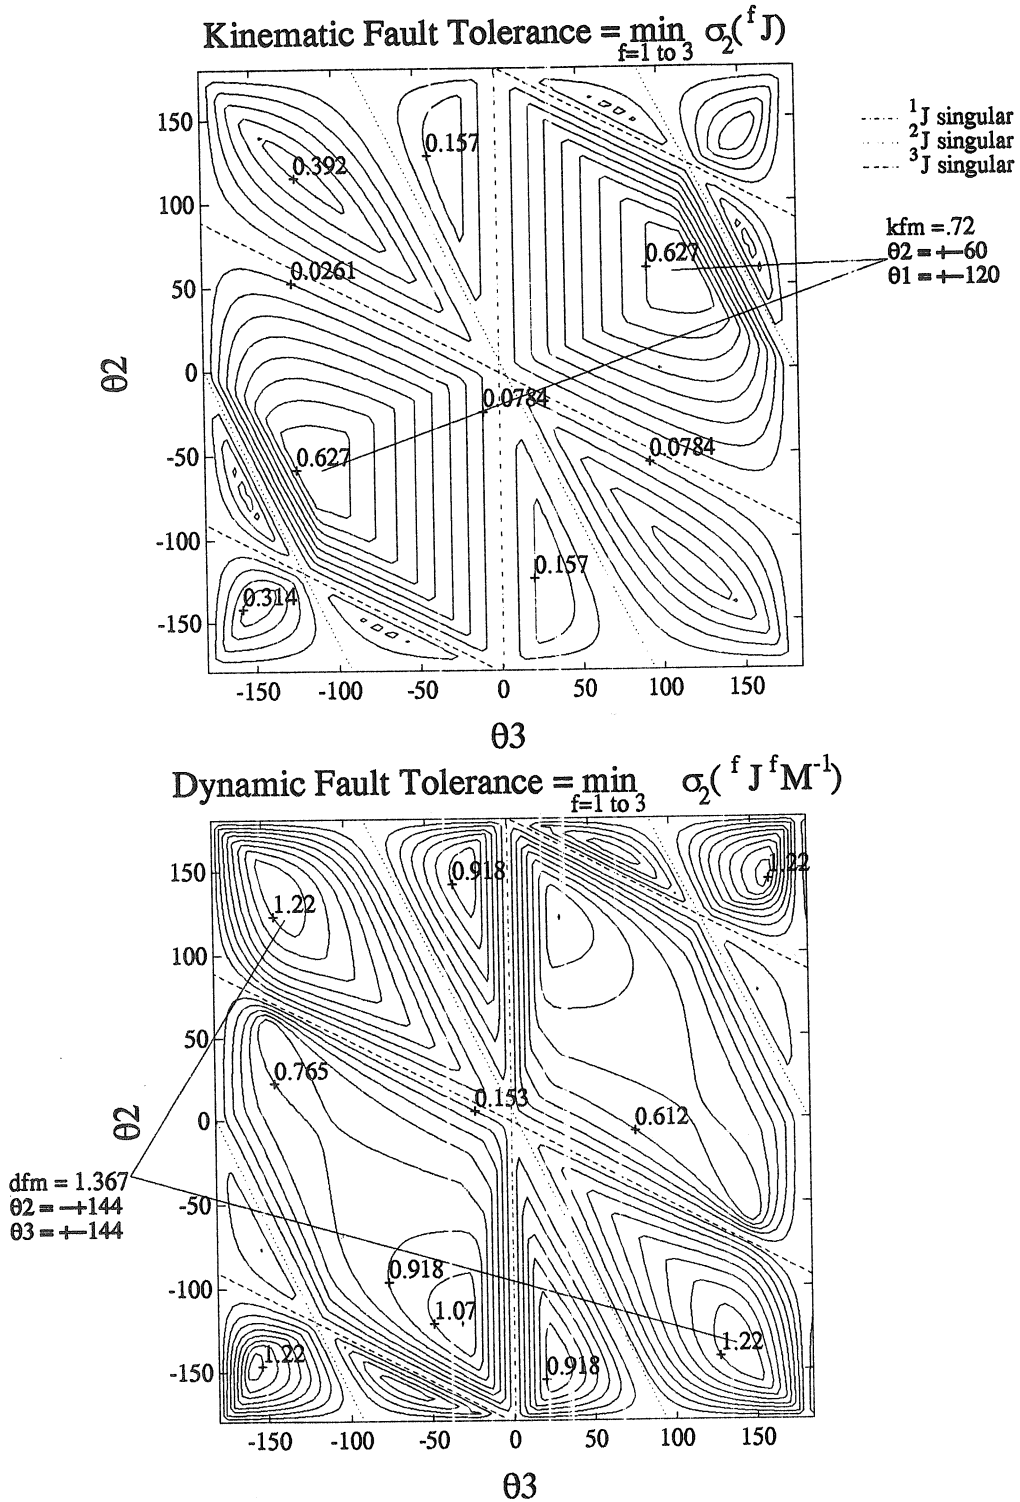 Kinematic Fault Tolerance = min σ₂(ᶠJ)
f=1 to 3
¹J singular
²J singular
³J singular
kfm =.72
θ2 = +−60
θ1 = +−120
150
100
50
0
-50
-100
-150
θ2
0.392
0.157
0.0261
0.627
0.0784
0.0784
0.627
0.157
0.314
-150 -100 -50 0 50 100 150
θ3
Dynamic Fault Tolerance = min σ₂(ᶠJᶠM⁻¹)
f=1 to 3
150
100
50
0
-50
-100
-150
θ2
0.918
1.22
1.22
0.765
0.153
0.612
dfm = 1.367
θ2 = −+144
θ3 = +−144
0.918
1.07
1.22
1.22
0.918
-150 -100 -50 0 50 100 150
θ3